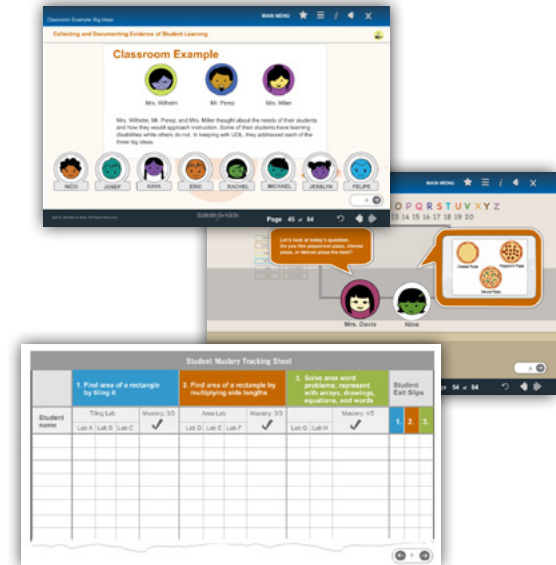 Classroom Example: Big Ideas
MAIN MENU
Collecting and Documenting Evidence of Student Learning
Classroom Example
Mrs. Wilhelm
Mr. Perez
Mrs. Miller
Mrs. Wilhelm, Mr. Perez, and Mrs. Miller thought about the needs of their students
and how they would approach instruction. Some of their students have learning
disabilities while others do not. In keeping with UDL, they addressed each of the
three big ideas.
NICO
JOSEF
KAYA
ERIC
RACHEL
MICHAEL
JESSLYN
FELIPE
Page 45 of 84
MAIN MENU
O P Q R S T U V X Y Z
13 14 15 16 17 18 19 20
Let's look at today's question.
Do you like pepperoni pizza, cheese
pizza, or deluxe pizza the best?
Cheese Pizza
Pepperoni Pizza
Deluxe Pizza
Mrs. Davis
Nina
54 of 84
Student Mastery Tracking Sheet
1. Find area of a rectangle
by tiling it
2. Find area of a rectangle by
multiplying side lengths
3. Solve area word
problems; represent
with arrays, drawings,
equations, and words
Student
Exit Slips
Student
name
Tiling Lab
Mastery: 3/3
Area Lab
Mastery: 3/3
Mastery: 4/5
1.
2.
3.
Lab A
Lab B
Lab C
Lab D
Lab E
Lab F
Lab G
Lab H